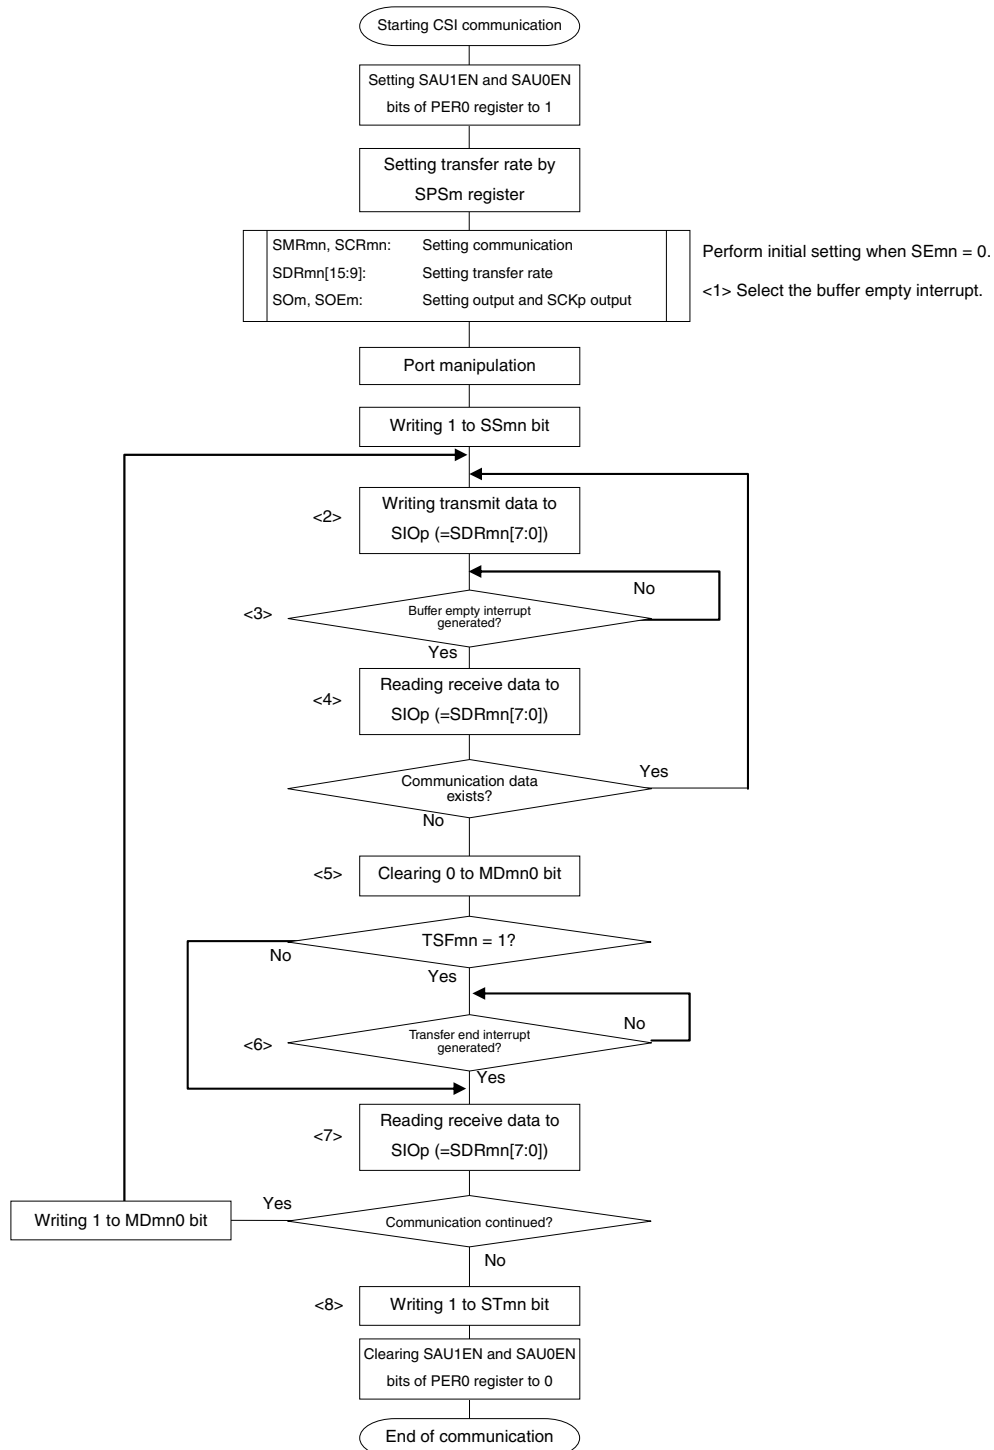 Starting CSI communication
Setting SAU1EN and SAU0EN
bits of PER0 register to 1
Setting transfer rate by
SPSm register
SMRmn, SCRmn: Setting communication
SDRmn[15:9]: Setting transfer rate
SOm, SOEm: Setting output and SCKp output
Perform initial setting when SEmn = 0.
<1> Select the buffer empty interrupt.
Port manipulation
Writing 1 to SSmn bit
<2>
Writing transmit data to
SIOp (=SDRmn[7:0])
No
<3>
Buffer empty interrupt
generated?
Yes
<4>
Reading receive data to
SIOp (=SDRmn[7:0])
Communication data
exists?
Yes
No
<5>
Clearing 0 to MDmn0 bit
TSFmn = 1?
No
Yes
<6>
Transfer end interrupt
generated?
No
Yes
<7>
Reading receive data to
SIOp (=SDRmn[7:0])
Writing 1 to MDmn0 bit
Yes
Communication continued?
No
<8>
Writing 1 to STmn bit
Clearing SAU1EN and SAU0EN
bits of PER0 register to 0
End of communication